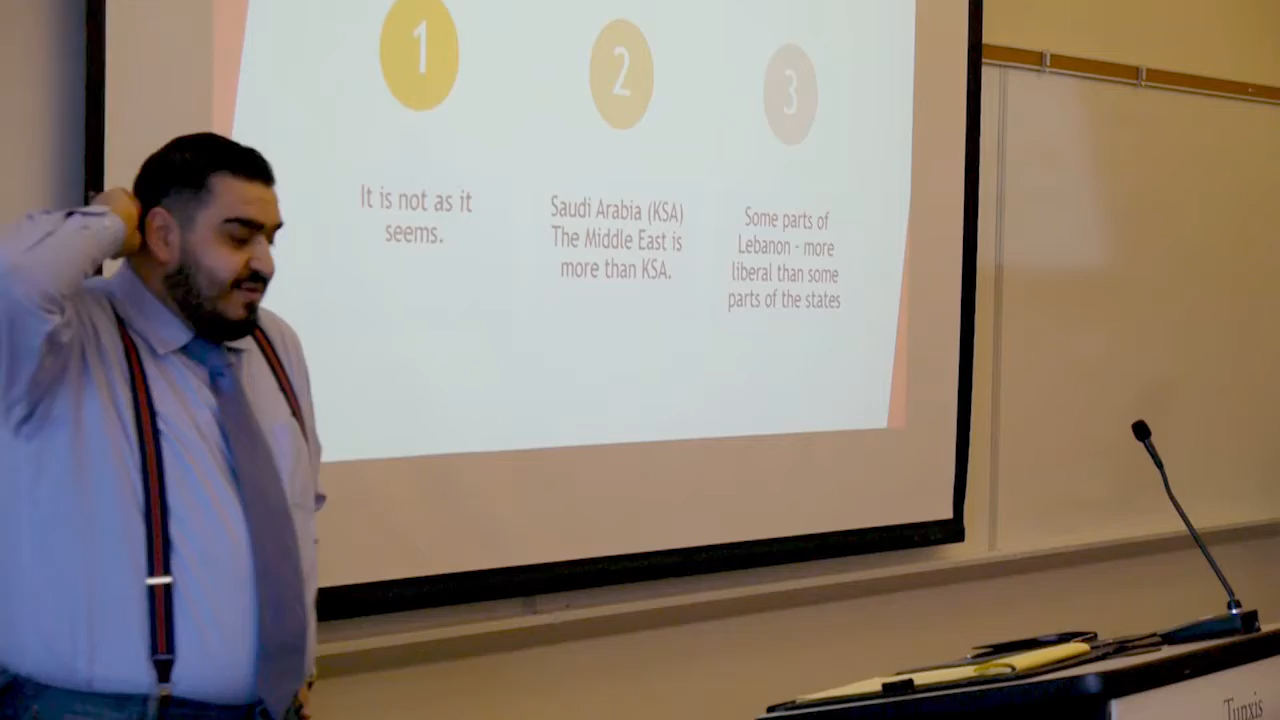 1
It is not as it
seems.
2
Saudi Arabia (KSA)
The Middle East is
more than KSA.
3
Some parts of
Lebanon - more
liberal than some
parts of the states
Tunxis